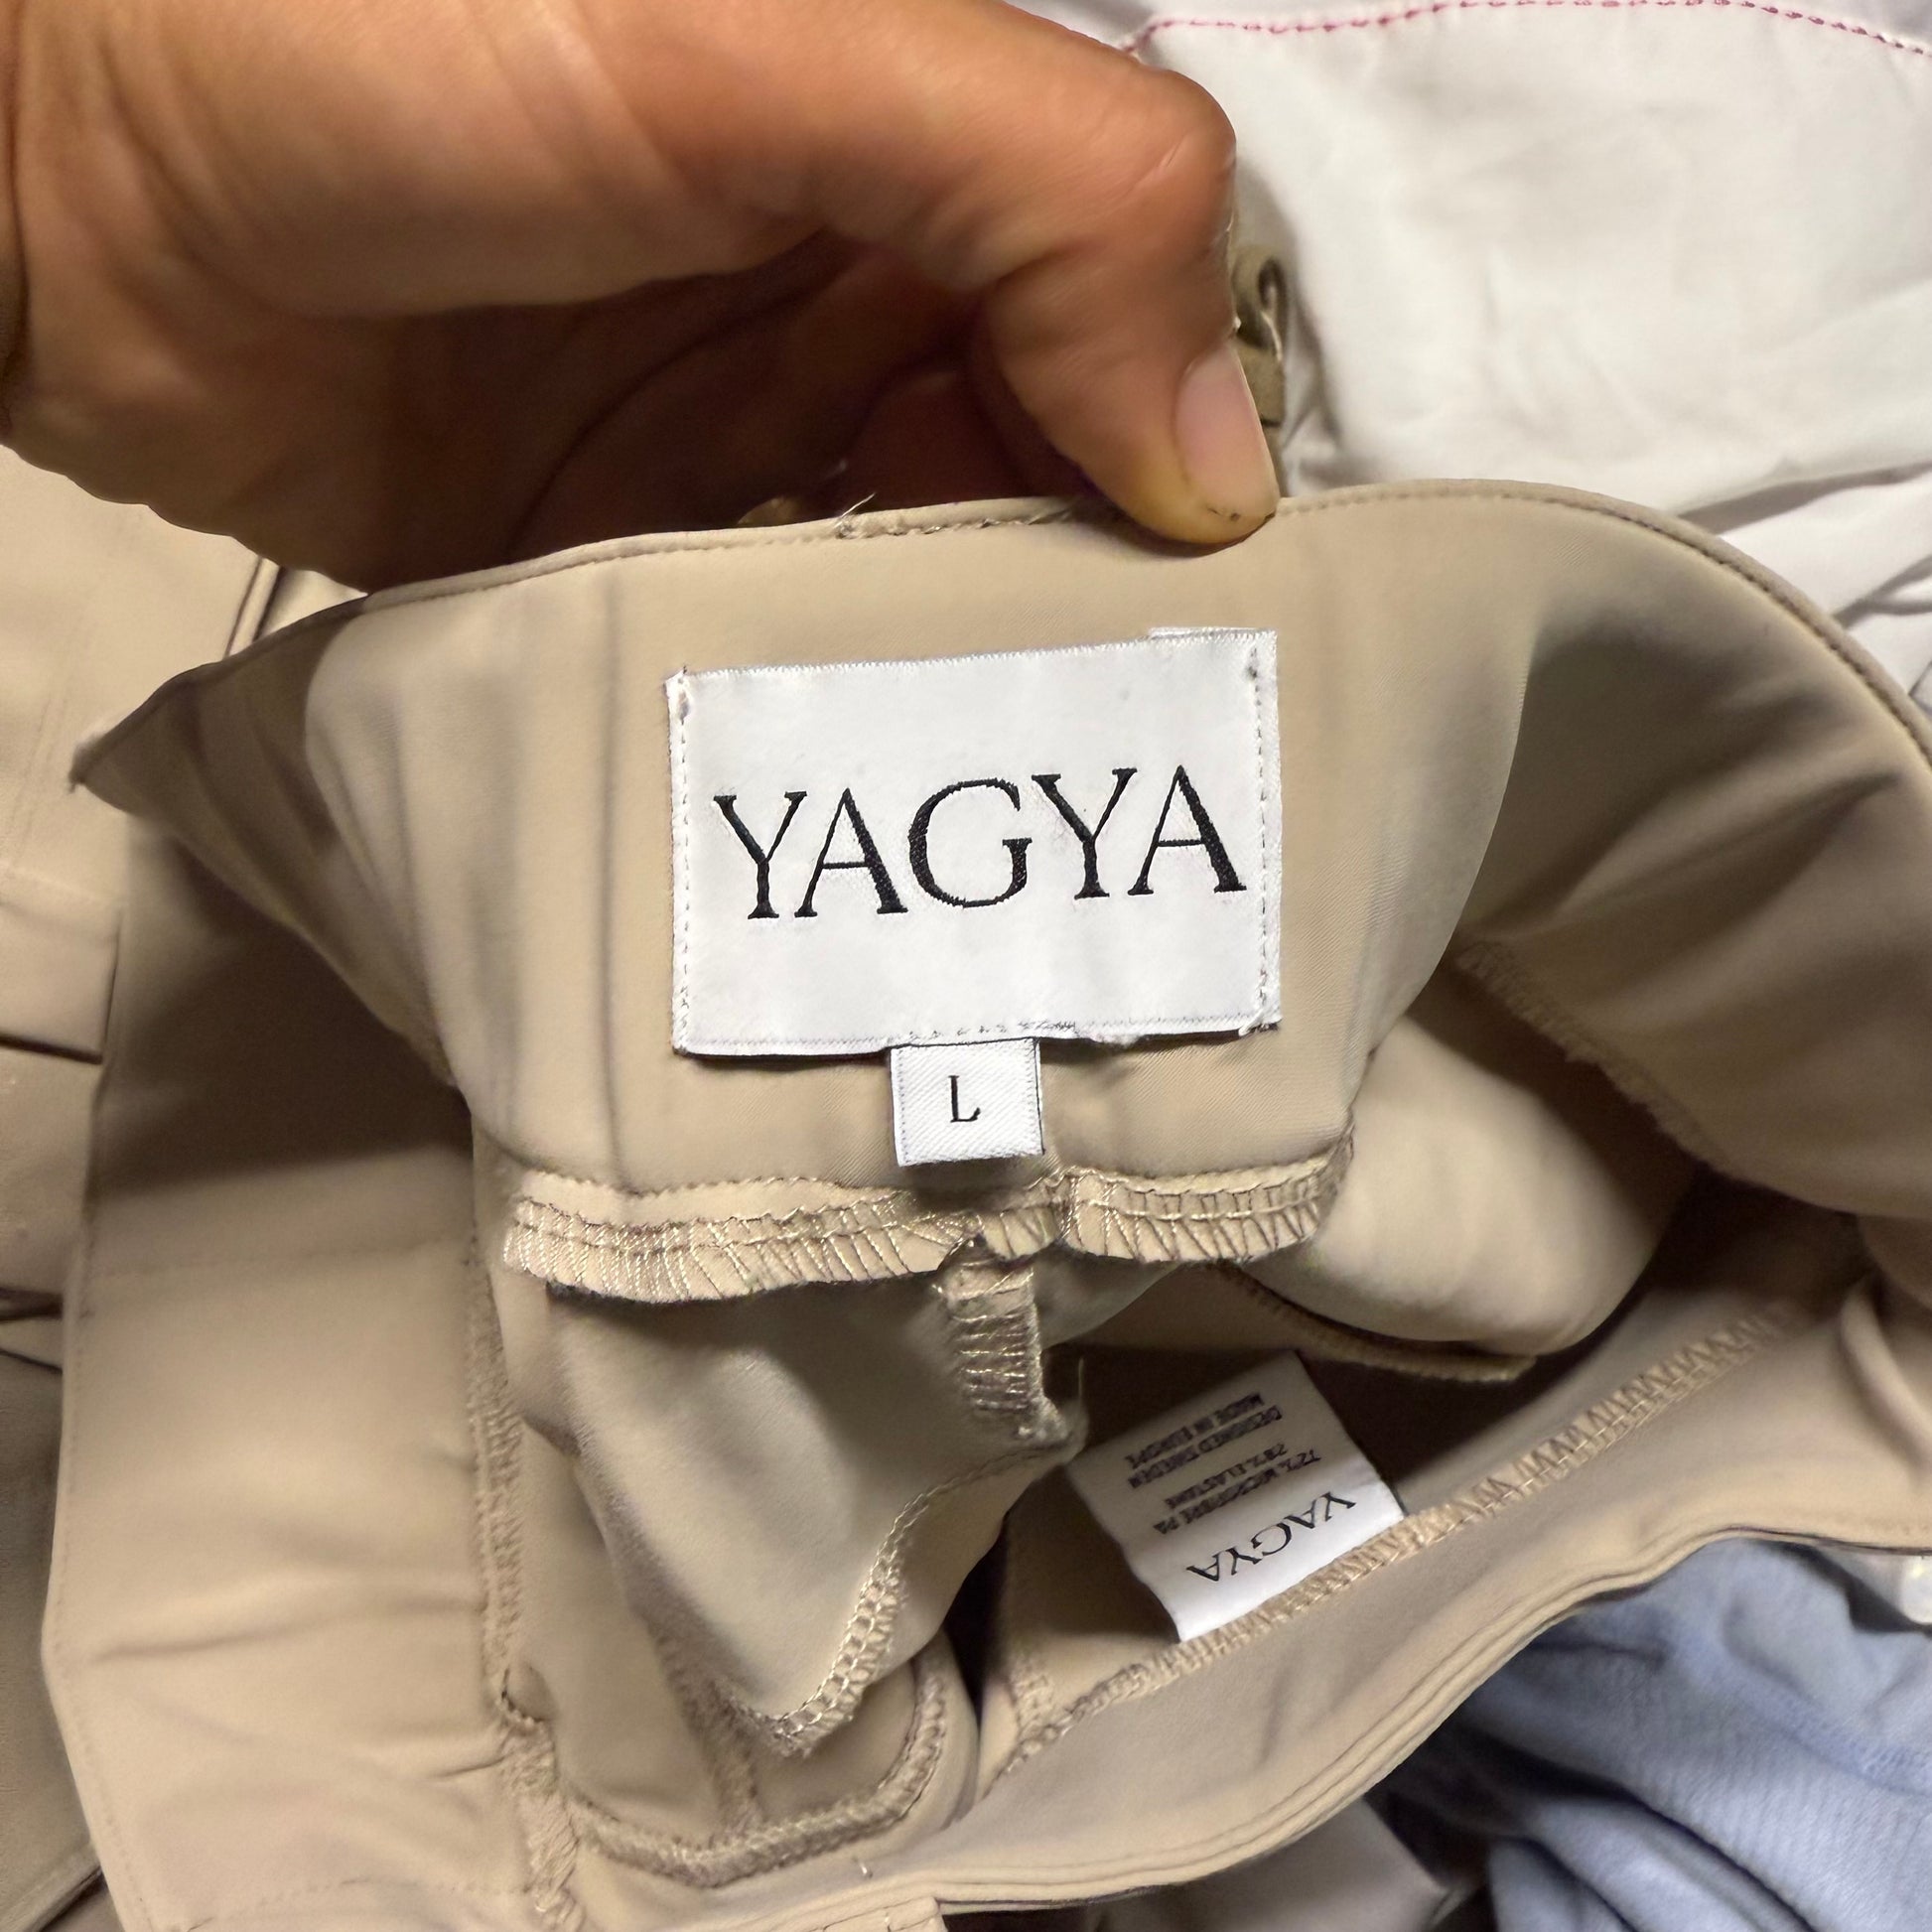 YAGYA
L
YAGYA
72% MICROFIBRE PA
28% ELASTANE
DESIGNED SWEDEN
MADE IN EUROPE